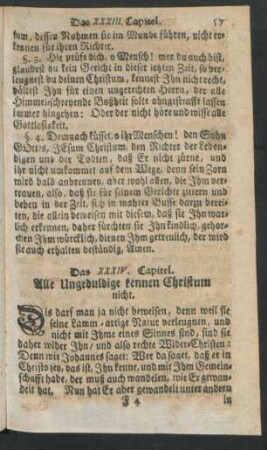 Das XXXIII. Capitel. 57
tum, dessen Nahmen sie im Munde führen, nicht er-
kennen für ihren Richter.
§. 3. Hie prüfe dich, o Mensch! wer du auch bist,
glaubest du kein Gericht in dieser letzten Zeit, so ver-
leugnest du deinen Christum, kennest Ihn nicht recht,
hältest Ihn für einen ungerechten Herrn, der alle
Himmelschreyende Boßheit solte ohngestrafft lassen
immer hingehen: Oder der nicht höre und wisse alle
Gottlosigkeit.
§. 4. Demnach küsset, o ihr Menschen! den Sohn
GOttes, JEsum Christum, den Richter der Leben-
digen und der Todten, daß Er nicht zürne, und
ihr nicht umkommet auf dem Wege, denn sein Zorn
wird bald anbrennen, aber wohl allen, die Ihm ver-
trauen, also, daß sie für seinem Gerichte zittern und
beben in der Zeit, sich in wahrer Busse darzu berei-
ten, die allein beweisen mit diesem, daß sie Ihn war-
lich erkennen, daher fürchten sie Ihn kindlich, gehor-
chen Ihm würcklich, dienen Ihm getreulich, der wird
sie auch erhalten beständig, Amen.
Das XXXIV. Capitel.
Alle Ungedultige kennen Christum
nicht.
Dis darf man ja nicht beweisen, denn weil sie
seine Lamm-artige Natur verleugnen, und
nicht mit Ihme eines Sinnes sind, sind sie
daher wider Ihn/ und also rechte Wider-Christen:
Denn wie Johannes saget: Wer da saget, daß er in
Christo sey, das ist, Ihn kenne, und mit Ihm Gemein-
schafft habe, der muß auch wandeln, wie Er gewan-
delt hat. Nun hat Er aber gewandelt unter andern
F 4 in